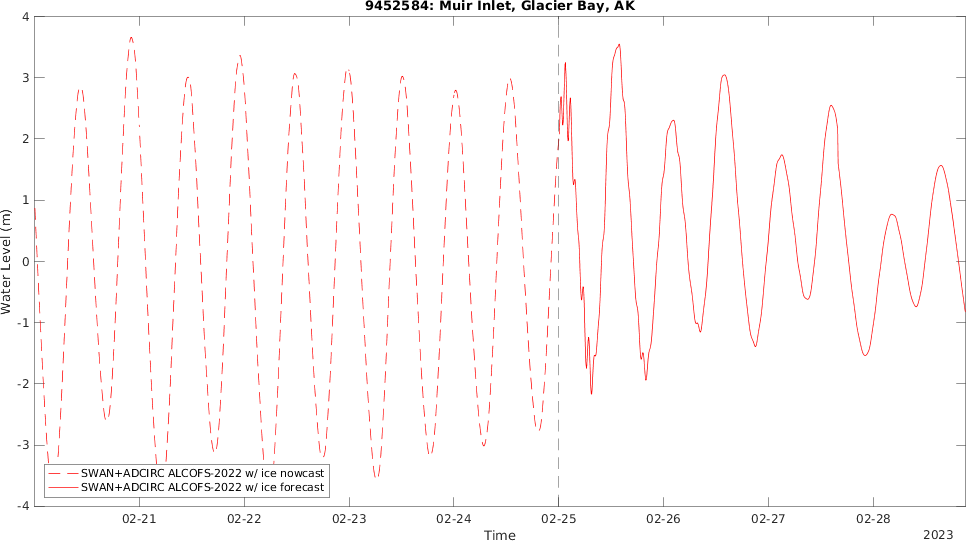 9452584: Muir Inlet, Glacier Bay, AK
4
3
2
1
0
-1
-2
-3
-4
Water Level (m)
SWAN+ADCIRC ALCOFS-2022 w/ ice nowcast
SWAN+ADCIRC ALCOFS-2022 w/ ice forecast
02-21 02-22 02-23 02-24 02-25 02-26 02-27 02-28
Time
2023